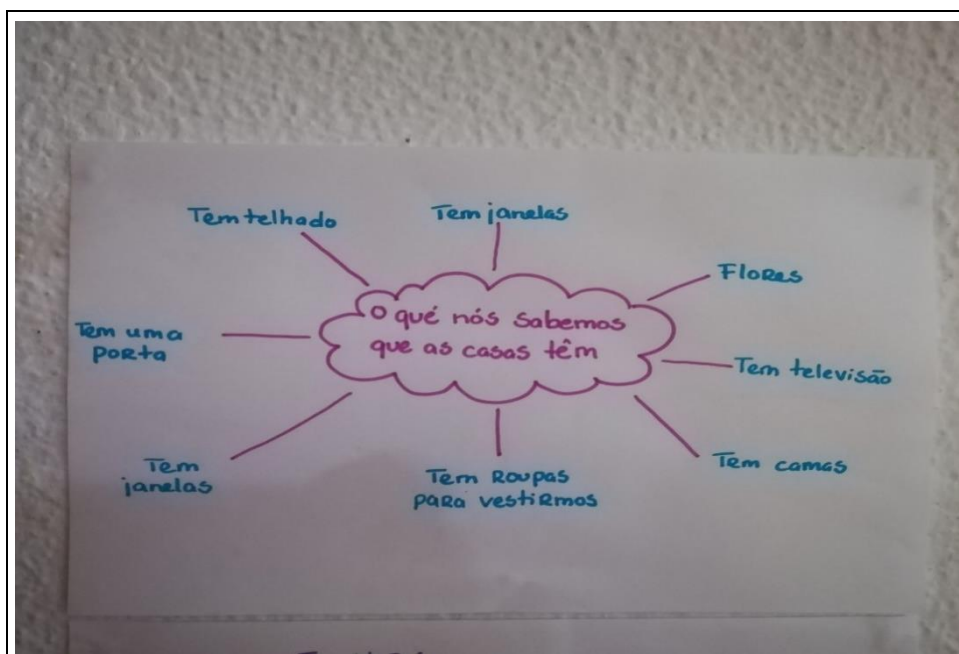 Tem telhado
Tem janelas
Flores
O qué nós sabemos
que as casas têm
Tem uma
porta
Tem televisão
Tem
janelas
Tem roupas
para vestirmos
Tem camas